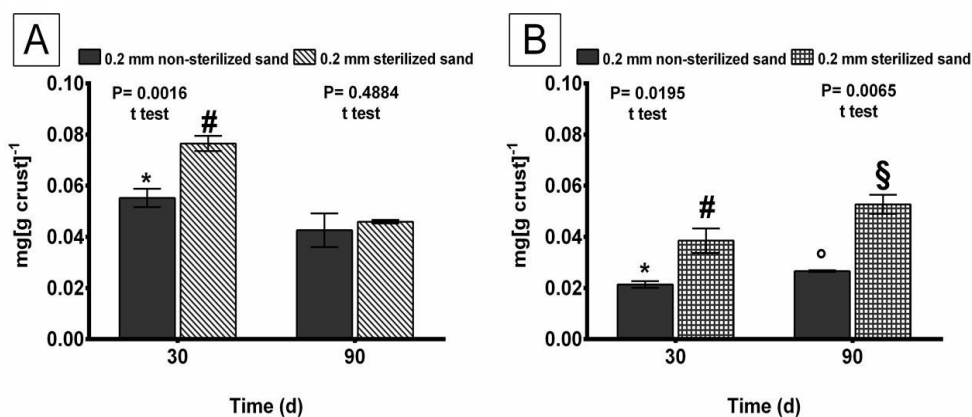 A
0.2 mm non-sterilized sand 0.2 mm sterilized sand
P= 0.0016
t test
P= 0.4884
t test
#
*
mg[g crust]-1
0.10
0.08
0.06
0.04
0.02
0.00
30 90
Time (d)
B
0.2 mm non-sterilized sand 0.2 mm sterilized sand
P= 0.0195
t test
P= 0.0065
t test
#
*
§
°
mg[g crust]-1
0.10
0.08
0.06
0.04
0.02
0.00
30 90
Time (d)